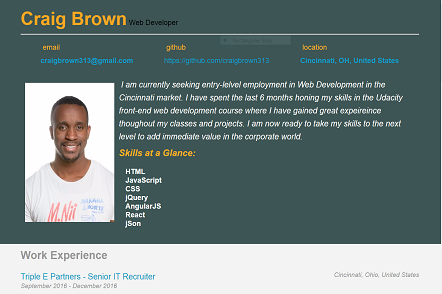 Craig Brown Web Developer
email github location
craigbrown313@gmail.com https://github.com/craigbrown313 Cincinnati, OH, United States
I am currently seeking entry-lelvel employment in Web Development in the
Cincinnati market. I have spent the last 6 months honing my skills in the Udacity
front-end web development course where I have gained great expeireince
thoughout my classes and projects. I am now ready to take my skills to the next
level to add immediate value in the corporate world.
Skills at a Glance:
HTML
JavaScript
CSS
jQuery
AngularJS
React
jSon
Work Experience
Triple E Partners - Senior IT Recruiter Cincinnati, Ohio, United States
September 2016 - December 2016